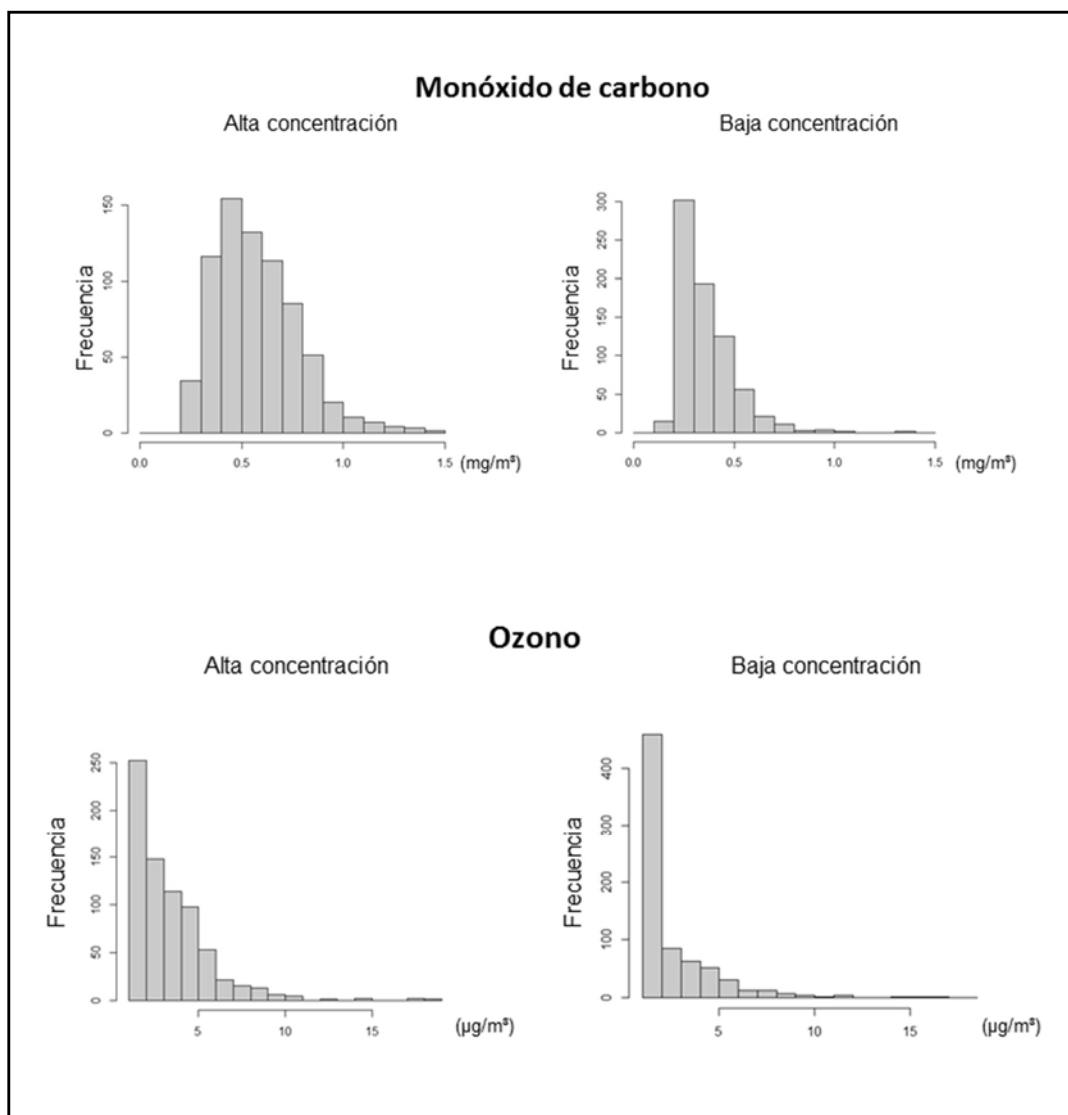 Monóxido de carbono
Alta concentración
Baja concentración
Frecuencia
150
100
50
0
0.0 0.5 1.0 1.5 (mg/m³)
Frecuencia
300
250
200
150
100
50
0
0.0 0.5 1.0 1.5 (mg/m³)
Ozono
Alta concentración
Baja concentración
Frecuencia
250
200
150
100
50
0
5 10 15 (µg/m³)
Frecuencia
400
300
200
100
0
5 10 15 (µg/m³)